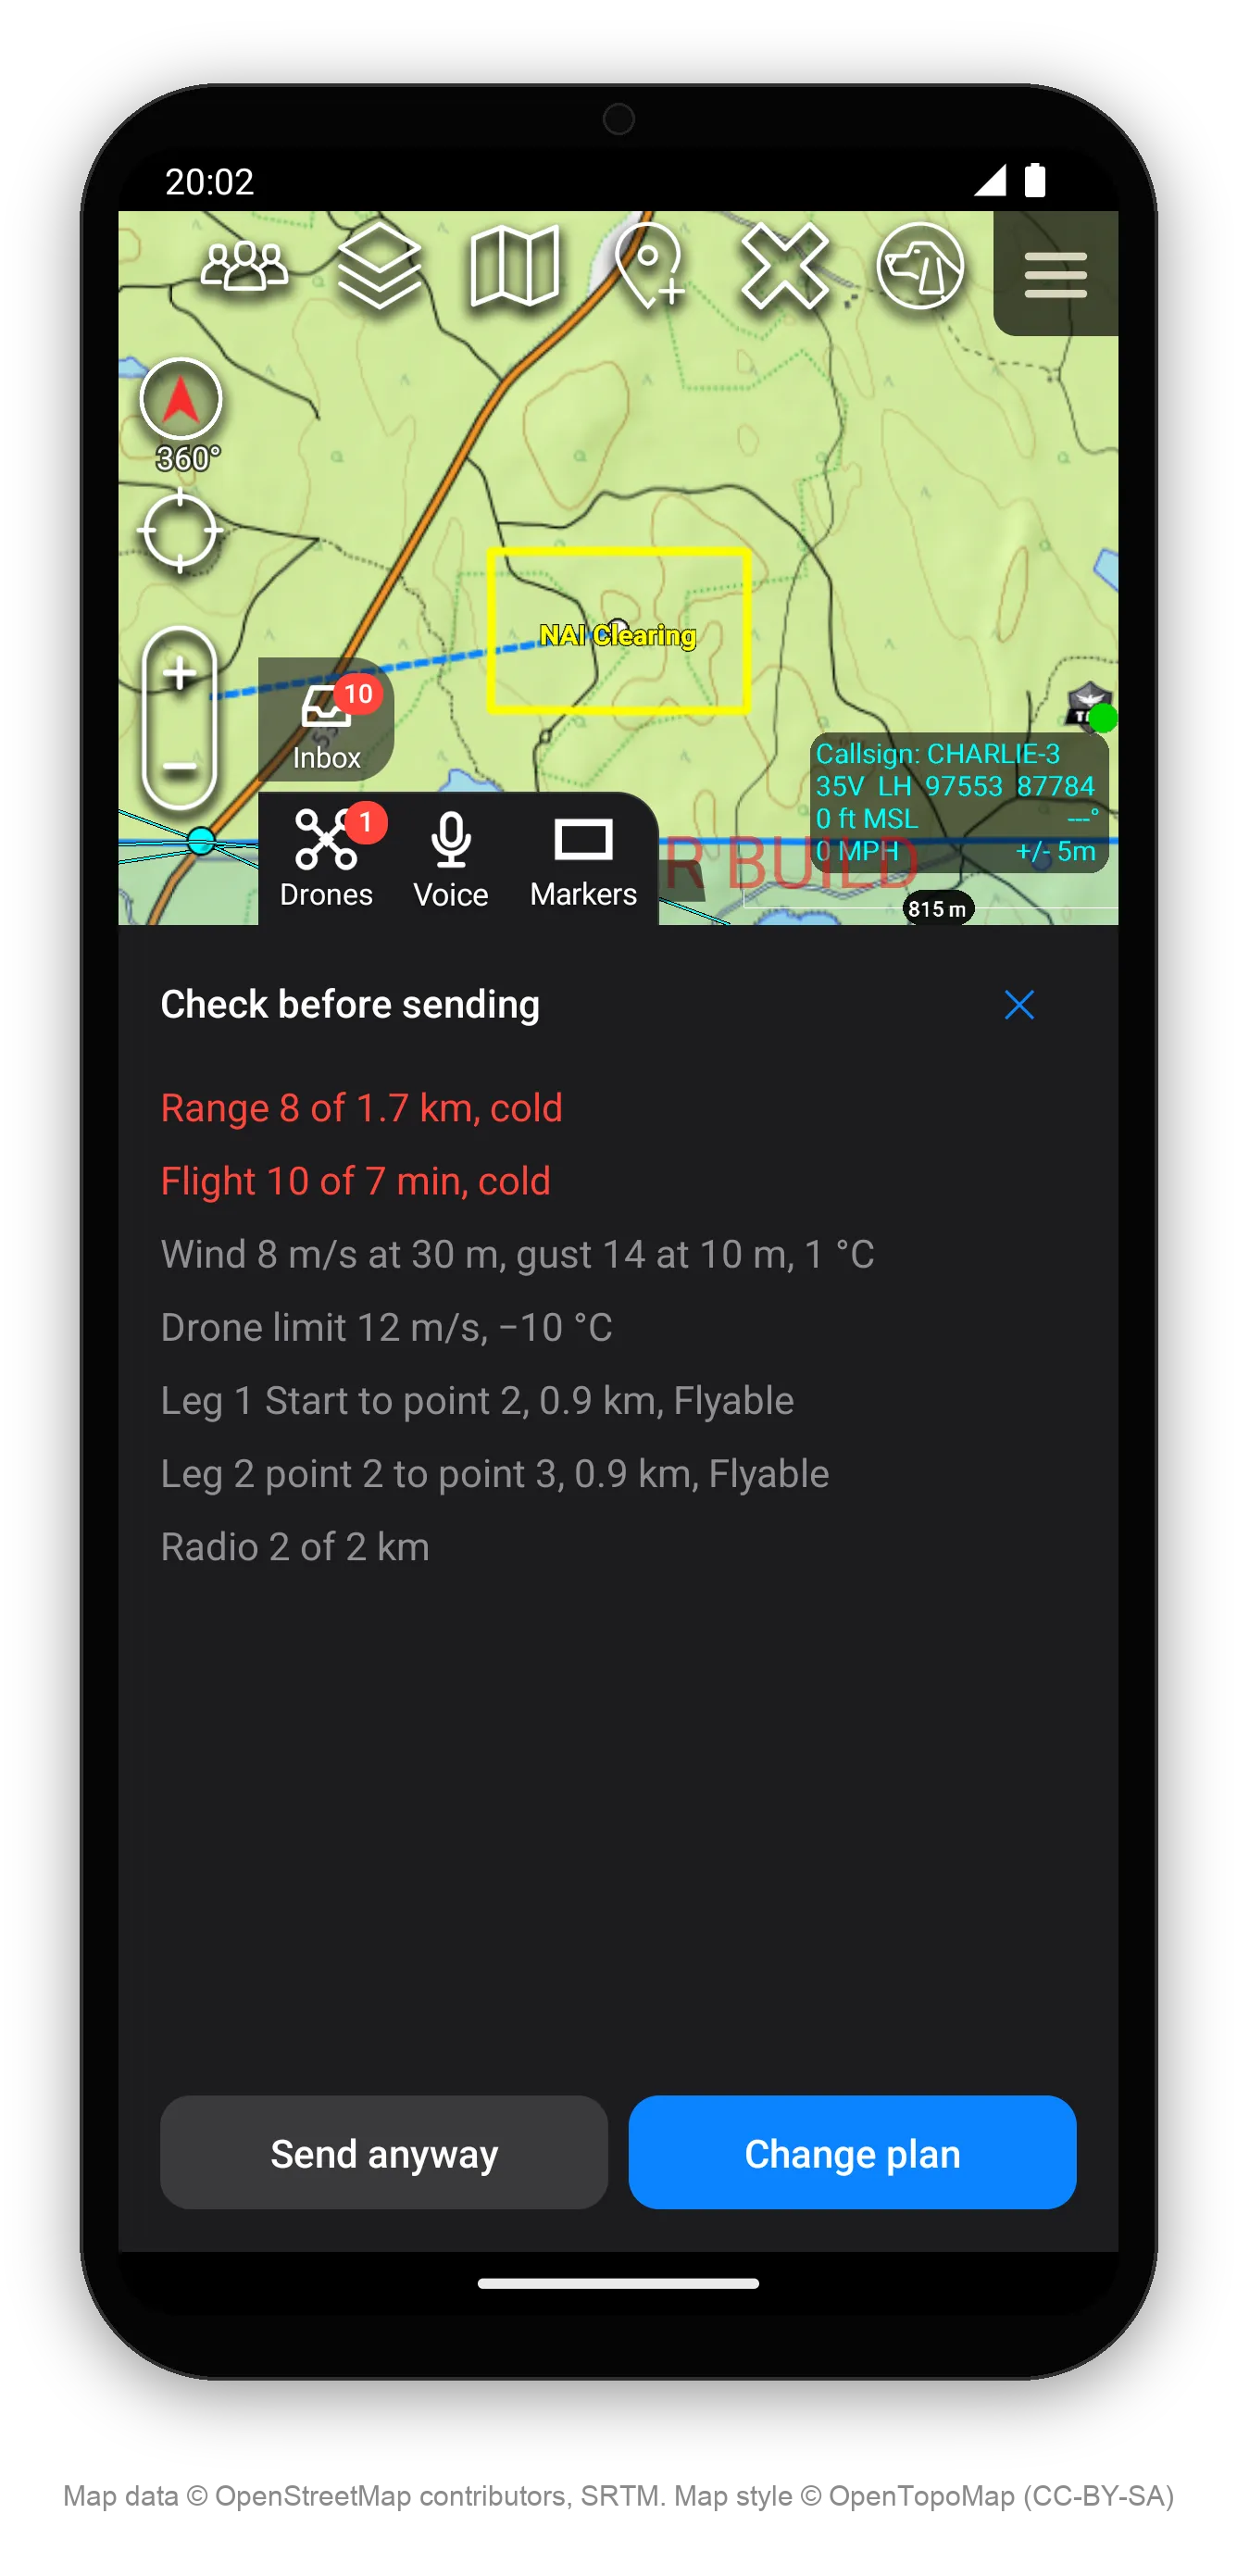 20:02
360°
NAI Clearing
10
Inbox
Callsign: CHARLIE-3
35V LH 97553 87784
0 ft MSL ---°
0 MPH +/- 5m
1
Drones Voice Markers
R BUILD
815 m
Check before sending
Range 8 of 1.7 km, cold
Flight 10 of 7 min, cold
Wind 8 m/s at 30 m, gust 14 at 10 m, 1 °C
Drone limit 12 m/s, −10 °C
Leg 1 Start to point 2, 0.9 km, Flyable
Leg 2 point 2 to point 3, 0.9 km, Flyable
Radio 2 of 2 km
Send anyway Change plan
Map data © OpenStreetMap contributors, SRTM. Map style © OpenTopoMap (CC-BY-SA)